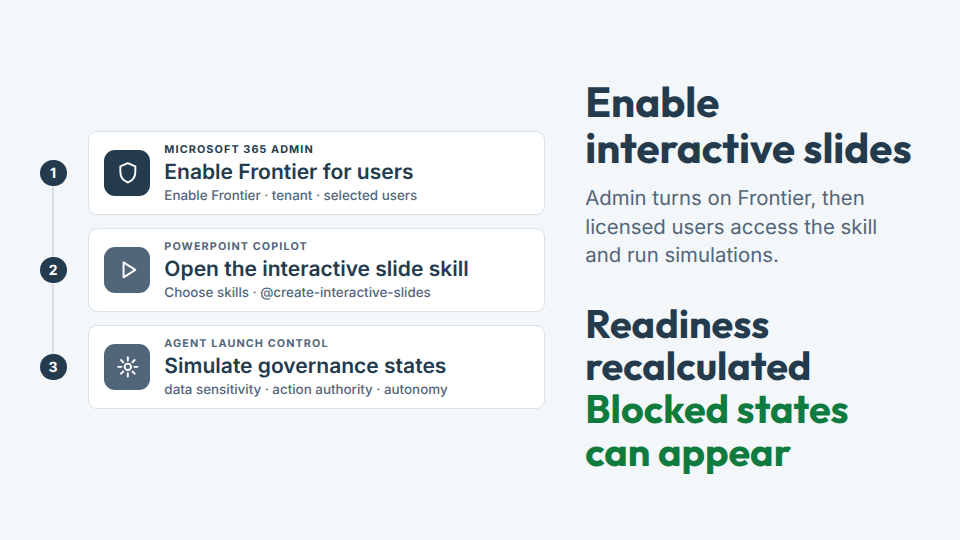 1
MICROSOFT 365 ADMIN
Enable Frontier for users
Enable Frontier · tenant · selected users
2
POWERPOINT COPILOT
Open the interactive slide skill
Choose skills · @create-interactive-slides
3
AGENT LAUNCH CONTROL
Simulate governance states
data sensitivity · action authority · autonomy
Enable
interactive slides
Admin turns on Frontier, then
licensed users access the skill
and run simulations.
Readiness
recalculated
Blocked states
can appear